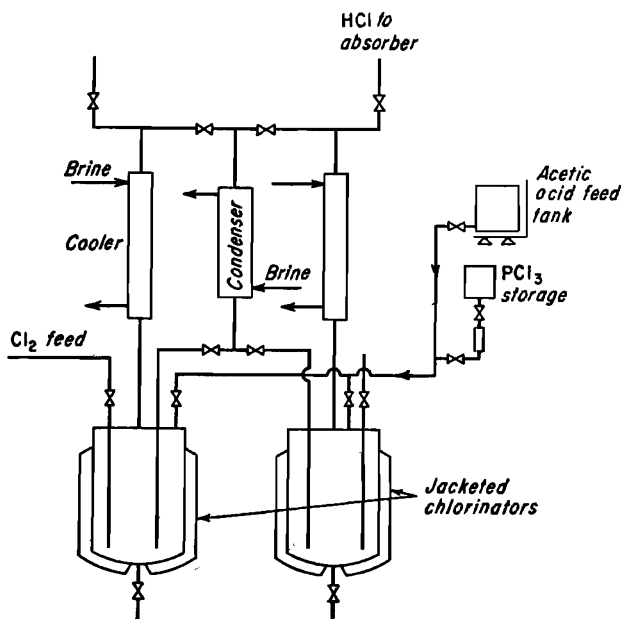 HCl to
absorber
Brine
Cooler
Condenser
Brine
Acetic
acid feed
tank
PCl₃
storage
Cl₂ feed
Jacketed
chlorinators